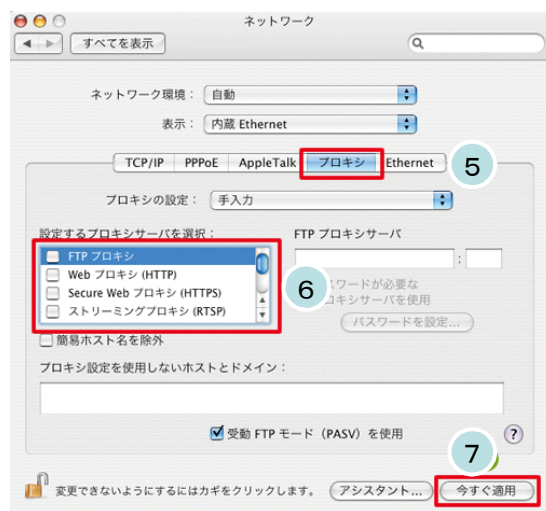 ネットワーク
すべてを表示
ネットワーク環境： 自動
表示： 内蔵 Ethernet
TCP/IP PPPoE AppleTalk プロキシ Ethernet 5
プロキシの設定： 手入力
設定するプロキシサーバを選択：
FTP プロキシ
Web プロキシ (HTTP)
Secure Web プロキシ (HTTPS)
ストリーミングプロキシ (RTSP)
6
FTP プロキシサーバ
:
スワードが必要な
ロキシサーバを使用
パスワードを設定...
簡易ホスト名を除外
プロキシ設定を使用しないホストとドメイン：
受動 FTP モード（PASV）を使用 ?
7
変更できないようにするにはカギをクリックします。 アシスタント... 今すぐ適用